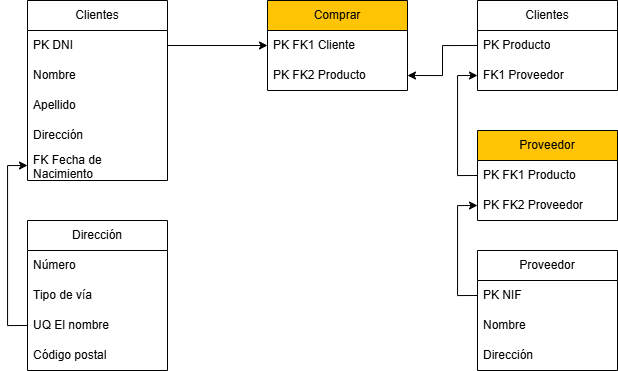 Clientes
PK DNI
Nombre
Apellido
Dirección
FK Fecha de
Nacimiento
Dirección
Número
Tipo de vía
UQ El nombre
Código postal
Comprar
PK FK1 Cliente
PK FK2 Producto
Clientes
PK Producto
FK1 Proveedor
Proveedor
PK FK1 Producto
PK FK2 Proveedor
Proveedor
PK NIF
Nombre
Dirección